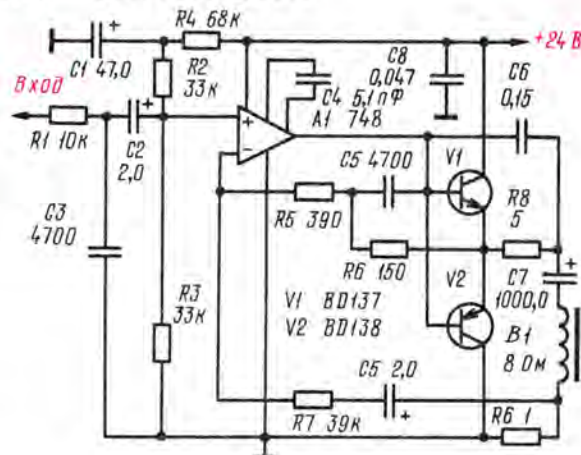 R4 68к
+24 В
C1 47,0
R2
33к
C8
0,047
C6
0,15
Вход
C4
5,1 пФ
А1 748
R1 10к
C2
2,0
C5 4700
V1
R8
5
R5 390
C3
4700
R6 150
V2
C7
1000,0
R3
33к
V1 BD137
V2 BD138
В1
8 Ом
C5 2,0
R7 39к
R6 1